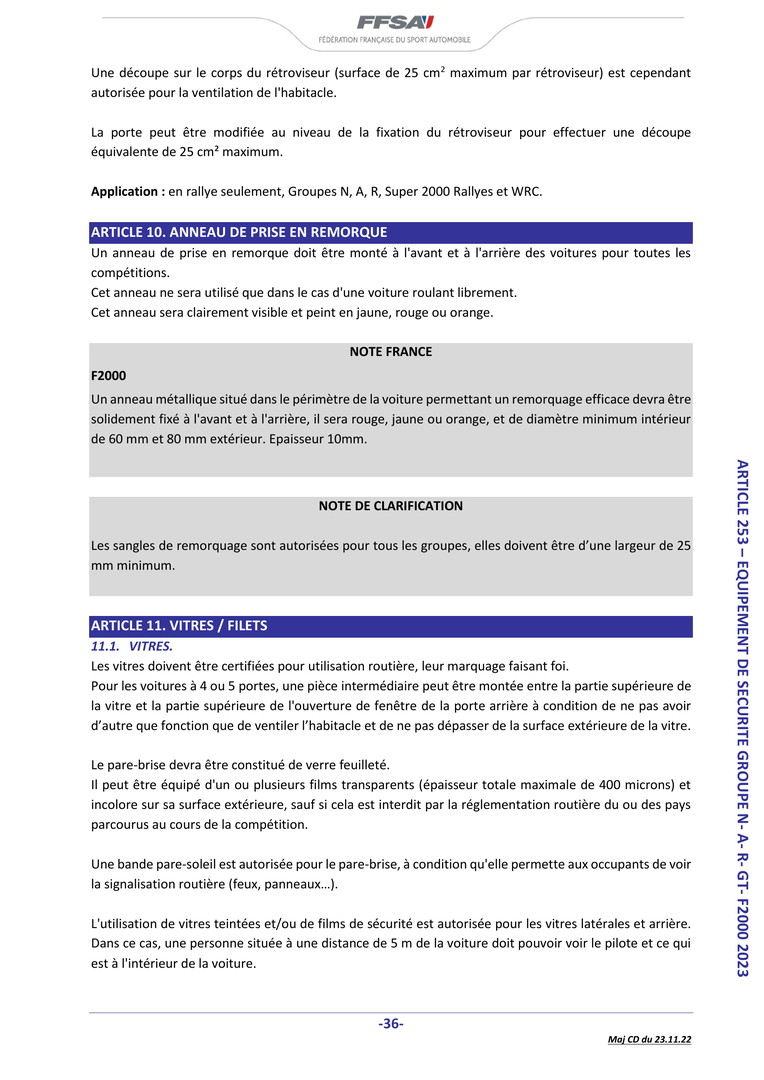 FFSA
FÉDÉRATION FRANÇAISE DU SPORT AUTOMOBILE
Une découpe sur le corps du rétroviseur (surface de 25 cm² maximum par rétroviseur) est cependant
autorisée pour la ventilation de l'habitacle.
La porte peut être modifiée au niveau de la fixation du rétroviseur pour effectuer une découpe
équivalente de 25 cm² maximum.
Application : en rallye seulement, Groupes N, A, R, Super 2000 Rallyes et WRC.
ARTICLE 10. ANNEAU DE PRISE EN REMORQUE
Un anneau de prise en remorque doit être monté à l'avant et à l'arrière des voitures pour toutes les
compétitions.
Cet anneau ne sera utilisé que dans le cas d'une voiture roulant librement.
Cet anneau sera clairement visible et peint en jaune, rouge ou orange.
NOTE FRANCE
F2000
Un anneau métallique situé dans le périmètre de la voiture permettant un remorquage efficace devra être
solidement fixé à l'avant et à l'arrière, il sera rouge, jaune ou orange, et de diamètre minimum intérieur
de 60 mm et 80 mm extérieur. Epaisseur 10mm.
NOTE DE CLARIFICATION
Les sangles de remorquage sont autorisées pour tous les groupes, elles doivent être d’une largeur de 25
mm minimum.
ARTICLE 11. VITRES / FILETS
11.1. VITRES.
Les vitres doivent être certifiées pour utilisation routière, leur marquage faisant foi.
Pour les voitures à 4 ou 5 portes, une pièce intermédiaire peut être montée entre la partie supérieure de
la vitre et la partie supérieure de l'ouverture de fenêtre de la porte arrière à condition de ne pas avoir
d’autre que fonction que de ventiler l’habitacle et de ne pas dépasser de la surface extérieure de la vitre.
Le pare-brise devra être constitué de verre feuilleté.
Il peut être équipé d'un ou plusieurs films transparents (épaisseur totale maximale de 400 microns) et
incolore sur sa surface extérieure, sauf si cela est interdit par la réglementation routière du ou des pays
parcourus au cours de la compétition.
Une bande pare-soleil est autorisée pour le pare-brise, à condition qu'elle permette aux occupants de voir
la signalisation routière (feux, panneaux…).
L'utilisation de vitres teintées et/ou de films de sécurité est autorisée pour les vitres latérales et arrière.
Dans ce cas, une personne située à une distance de 5 m de la voiture doit pouvoir voir le pilote et ce qui
est à l'intérieur de la voiture.
ARTICLE 253 – EQUIPEMENT DE SECURITE GROUPE N- A- R- GT- F2000 2023
-36-
Maj CD du 23.11.22